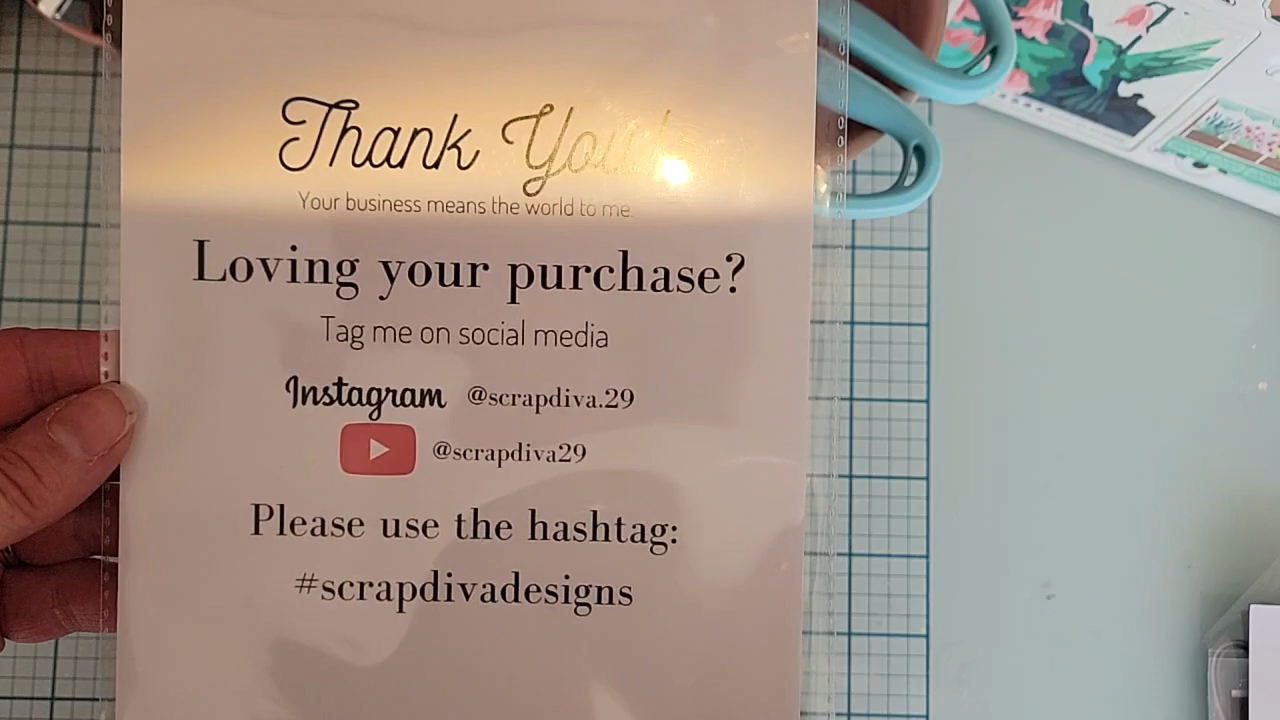 Thank You!
Your business means the world to me.
Loving your purchase?
Tag me on social media
Instagram @scrapdiva.29
@scrapdiva29
Please use the hashtag:
#scrapdivadesigns